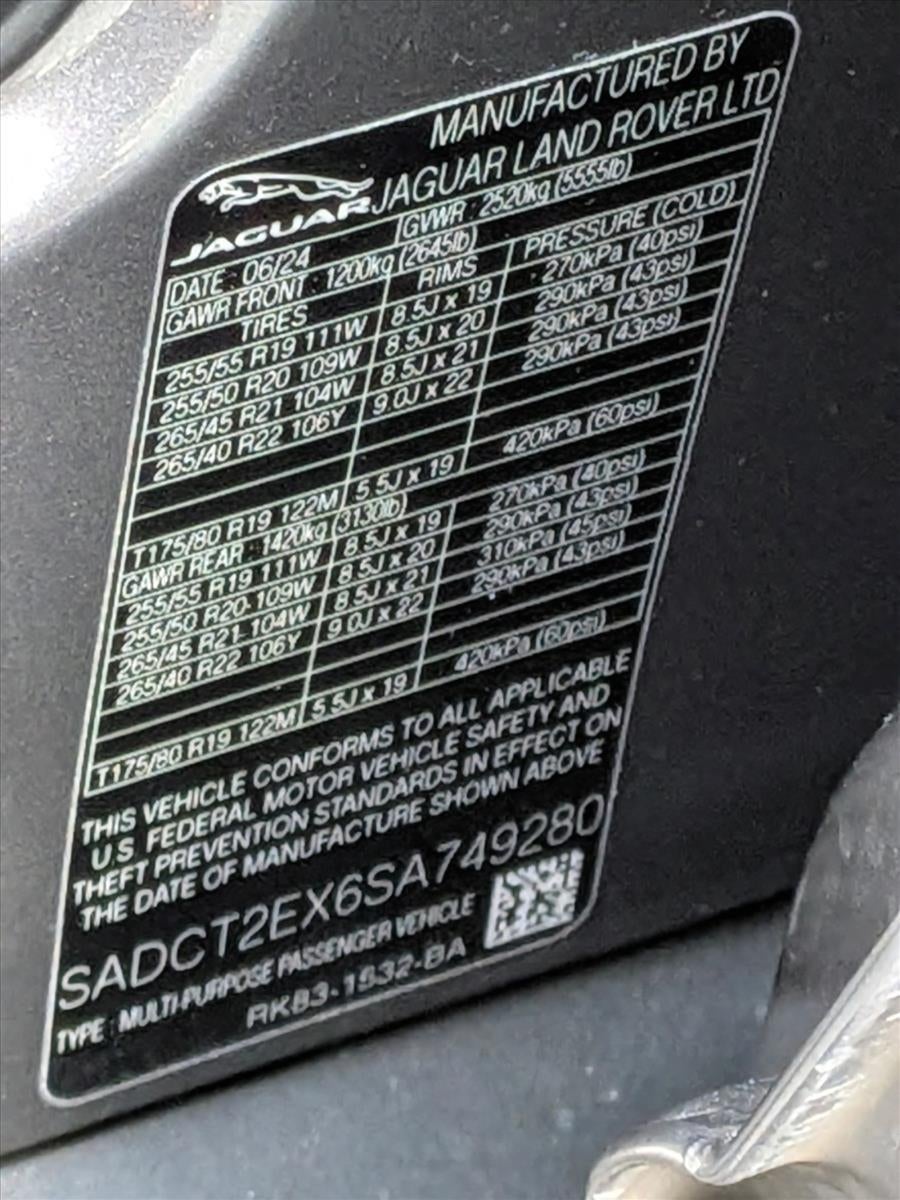 MANUFACTURED BY
JAGUAR JAGUAR LAND ROVER LTD
DATE : 06/24 GVWR : 2520kg (5555lb)
GAWR FRONT : 1200kg (2645lb)
TIRES RIMS PRESSURE (COLD)
255/55 R19 111W 8.5J x 19 270kPa (40psi)
255/50 R20 109W 8.5J x 20 290kPa (43psi)
265/45 R21 104W 8.5J x 21 290kPa (43psi)
265/40 R22 106Y 9.0J x 22 290kPa (43psi)
T175/80 R19 122M 5.5J x 19 420kPa (60psi)
GAWR REAR : 1420kg (3130lb)
255/55 R19 111W 8.5J x 19 270kPa (40psi)
255/50 R20 109W 8.5J x 20 290kPa (43psi)
265/45 R21 104W 8.5J x 21 310kPa (45psi)
265/40 R22 106Y 9.0J x 22 290kPa (43psi)
T175/80 R19 122M 5.5J x 19 420kPa (60psi)
THIS VEHICLE CONFORMS TO ALL APPLICABLE
U.S. FEDERAL MOTOR VEHICLE SAFETY AND
THEFT PREVENTION STANDARDS IN EFFECT ON
THE DATE OF MANUFACTURE SHOWN ABOVE
SADCT2EX6SA749280
TYPE : MULTI-PURPOSE PASSENGER VEHICLE